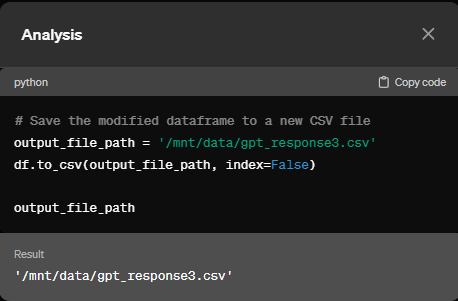 Analysis
python
Copy code
# Save the modified dataframe to a new CSV file
output_file_path = '/mnt/data/gpt_response3.csv'
df.to_csv(output_file_path, index=False)
output_file_path
Result
'/mnt/data/gpt_response3.csv'